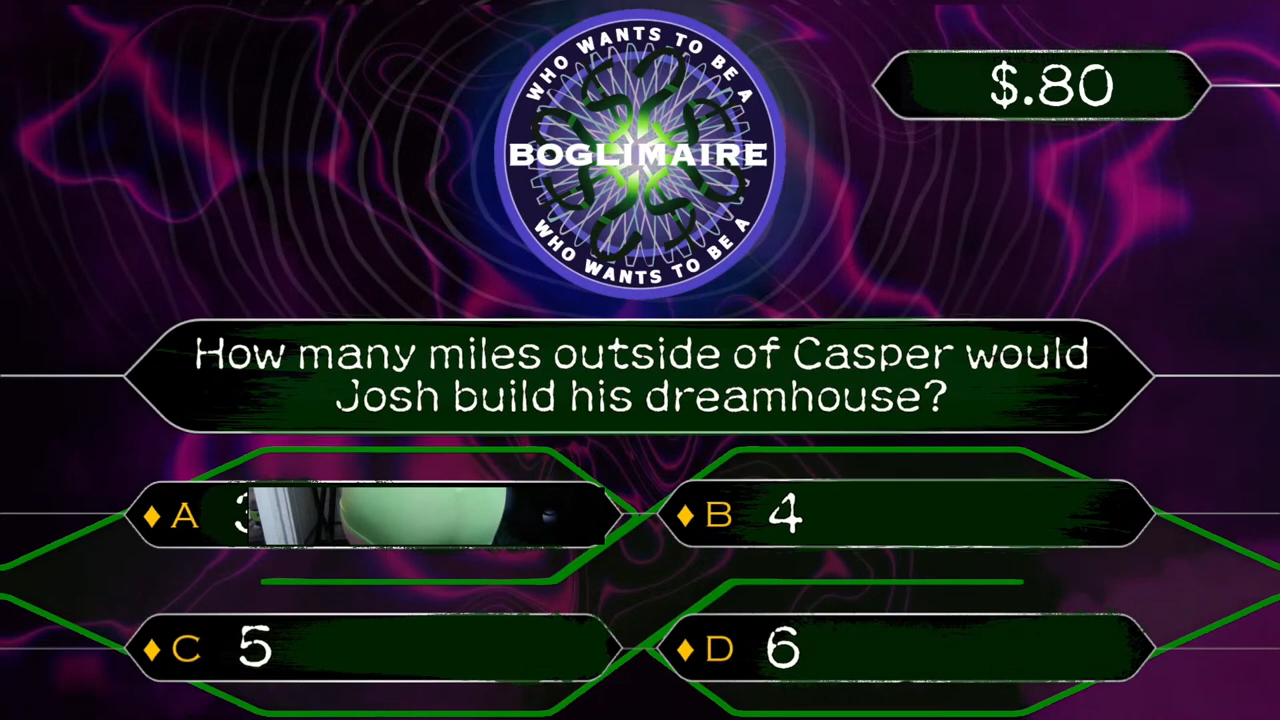 WHO WANTS TO BE A
BOGLIMAIRE
WHO WANTS TO BE A
$.80
How many miles outside of Casper would
Josh build his dreamhouse?
A
B 4
C 5
D 6